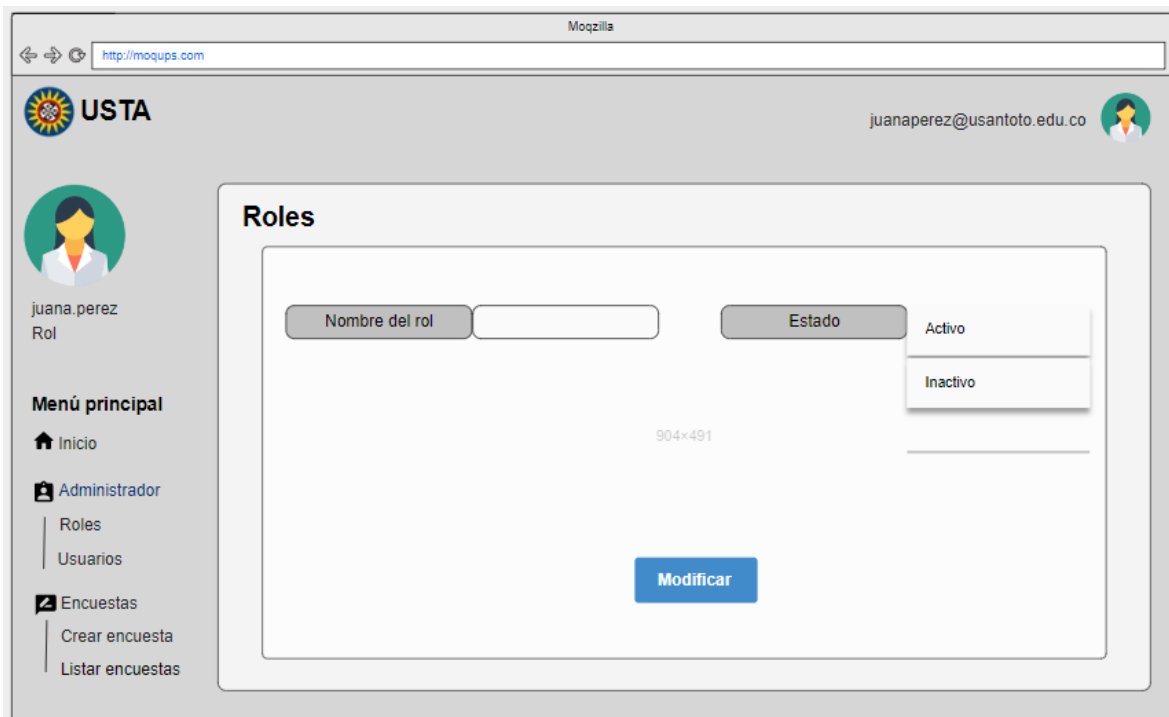 Moqzilla
http://moqups.com
USTA
juanaperez@usantoto.edu.co
juana.perez
Rol
Menú principal
Inicio
Administrador
Roles
Usuarios
Encuestas
Crear encuesta
Listar encuestas
Roles
Nombre del rol
Estado
Activo
Inactivo
904×491
Modificar